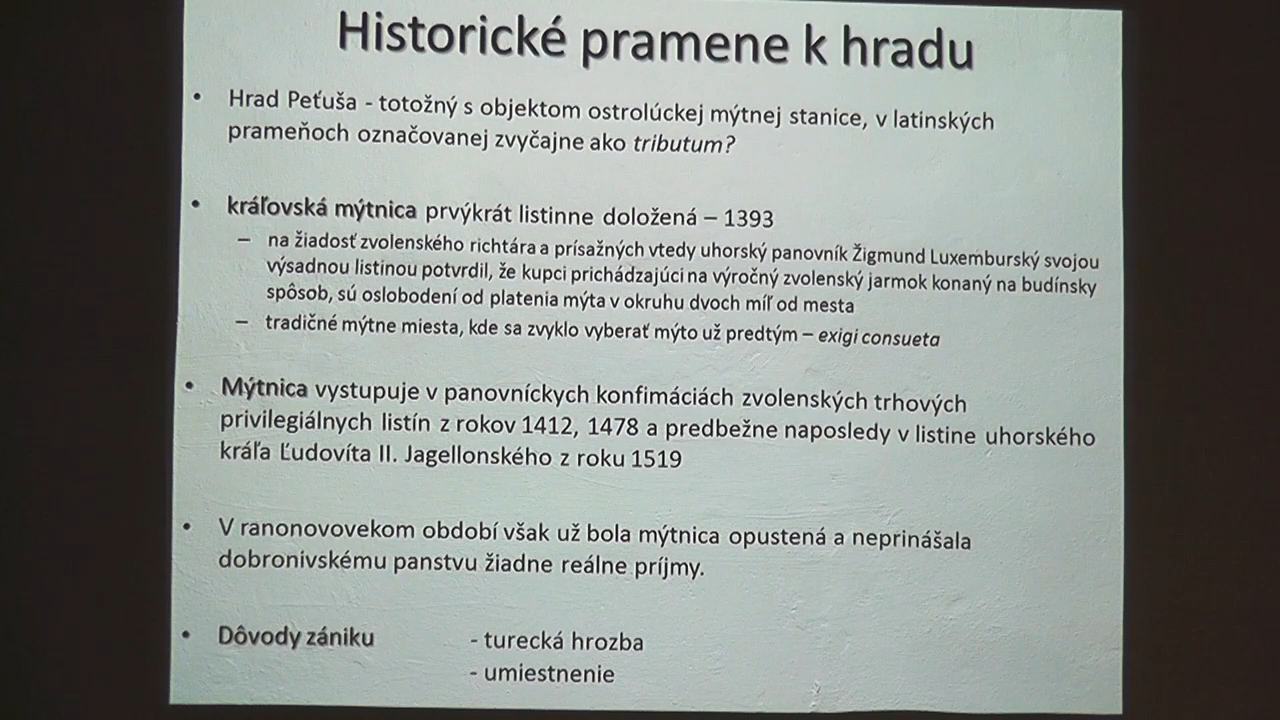 Historické pramene k hradu
• Hrad Peťuša - totožný s objektom ostrolúckej mýtnej stanice, v latinských
prameňoch označovanej zvyčajne ako tributum?
• kráľovská mýtnica prvýkrát listinne doložená – 1393
– na žiadosť zvolenského richtára a prísažných vtedy uhorský panovník Žigmund Luxemburský svojou
výsadnou listinou potvrdil, že kupci prichádzajúci na výročný zvolenský jarmok konaný na budínsky
spôsob, sú oslobodení od platenia mýta v okruhu dvoch míľ od mesta
– tradičné mýtne miesta, kde sa zvyklo vyberať mýto už predtým – exigi consueta
• Mýtnica vystupuje v panovníckych konfimáciách zvolenských trhových
privilegiálnych listín z rokov 1412, 1478 a predbežne naposledy v listine uhorského
kráľa Ľudovíta II. Jagellonského z roku 1519
• V ranonovovekom období však už bola mýtnica opustená a neprinášala
dobronivskému panstvu žiadne reálne príjmy.
• Dôvody zániku - turecká hrozba
- umiestnenie